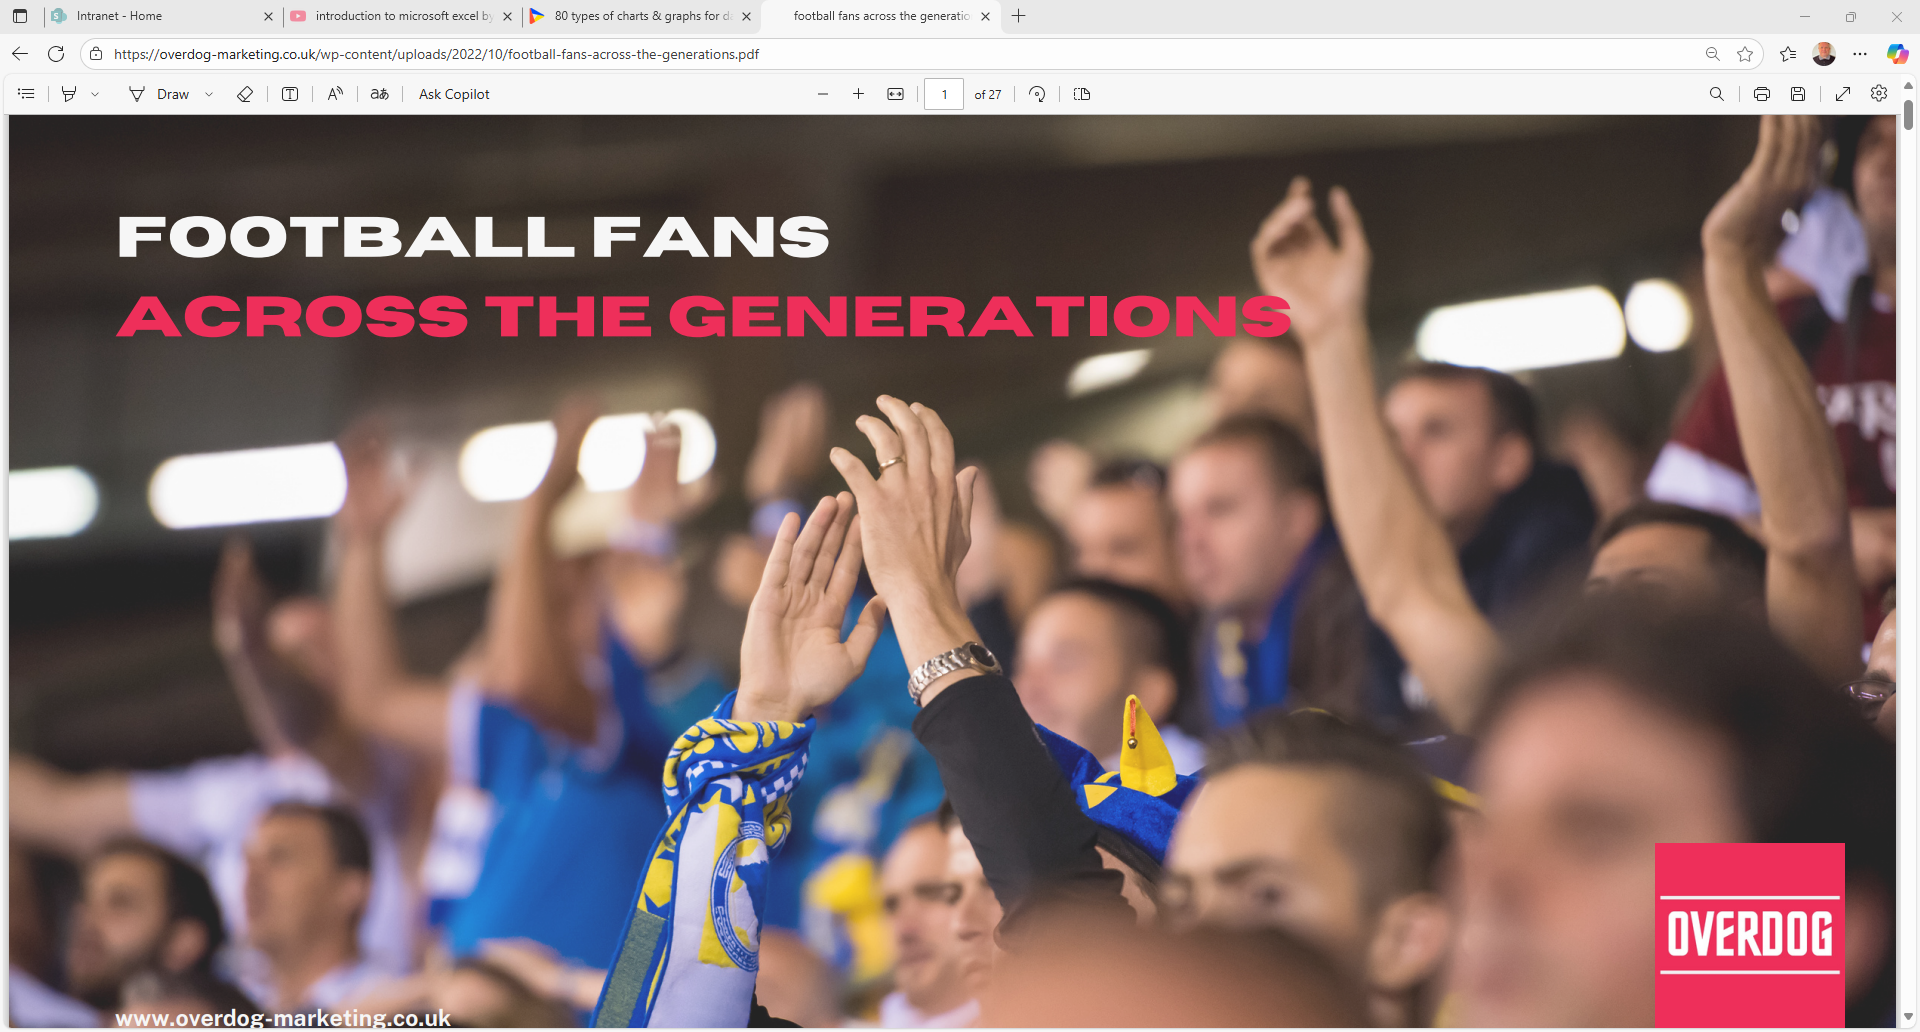 Intranet - Home
introduction to microsoft excel by
80 types of charts & graphs for da
football fans across the generatio
https://overdog-marketing.co.uk/wp-content/uploads/2022/10/football-fans-across-the-generations.pdf
Draw
Ask Copilot
1 of 27
FOOTBALL FANS
ACROSS THE GENERATIONS
OVERDOG
www.overdog-marketing.co.uk